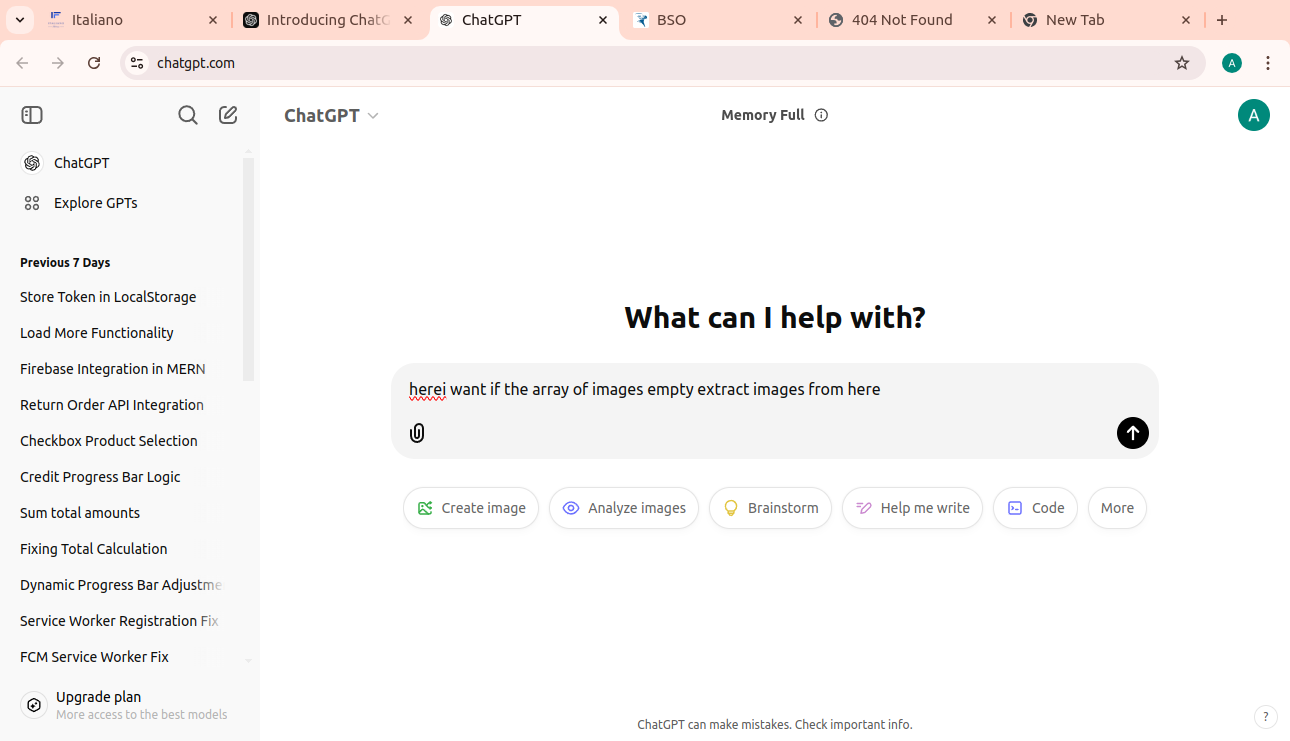 Italiano
Introducing ChatG
ChatGPT
BSO
404 Not Found
New Tab
chatgpt.com
A
ChatGPT
Memory Full
A
ChatGPT
Explore GPTs
Previous 7 Days
Store Token in LocalStorage
Load More Functionality
Firebase Integration in MERN
Return Order API Integration
Checkbox Product Selection
Credit Progress Bar Logic
Sum total amounts
Fixing Total Calculation
Dynamic Progress Bar Adjustme
Service Worker Registration Fix
FCM Service Worker Fix
Upgrade plan
More access to the best models
What can I help with?
herei want if the array of images empty extract images from here
Create image
Analyze images
Brainstorm
Help me write
Code
More
ChatGPT can make mistakes. Check important info.
?